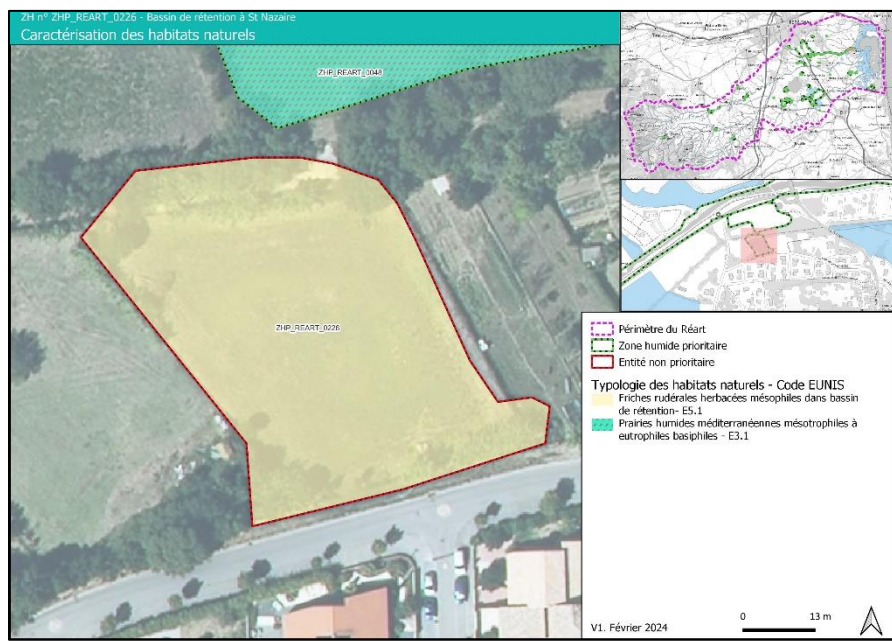 ZH n° ZHP_REART_0226 - Bassin de rétention à St Nazaire
Caractérisation des habitats naturels
ZHP_REART_0048
ZHP_REART_0226
Périmètre du Réart
Zone humide prioritaire
Entité non prioritaire
Typologie des habitats naturels - Code EUNIS
Friches rudérales herbacées mésophiles dans bassin
de rétention- E5.1
Prairies humides méditerranéennes mésotrophiles à
eutrophiles basiphiles - E3.1
V1. Février 2024
0
13 m